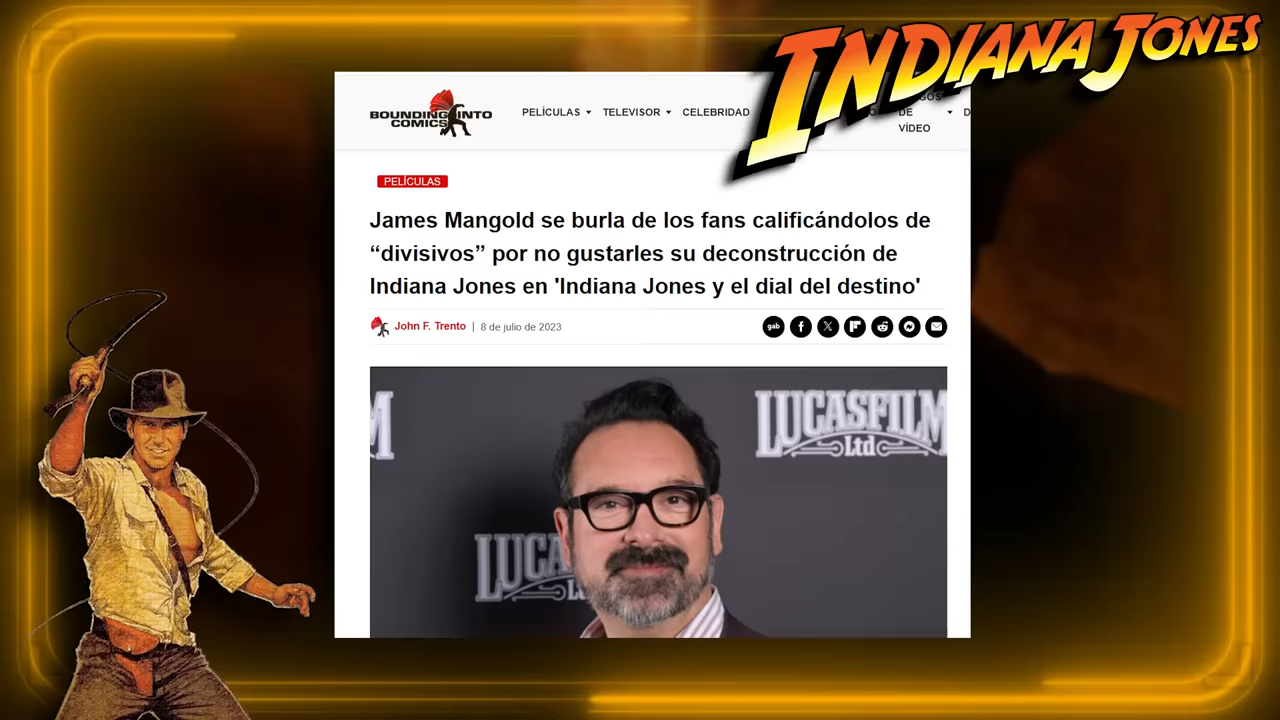 INDIANA JONES
BOUNDING INTO
COMICS
PELÍCULAS TELEVISOR CELEBRIDAD
DE
VÍDEO
PELÍCULAS
James Mangold se burla de los fans calificándolos de
“divisivos” por no gustarles su deconstrucción de
Indiana Jones en 'Indiana Jones y el dial del destino'
John F. Trento | 8 de julio de 2023
gab
LUCASFILM
Ltd